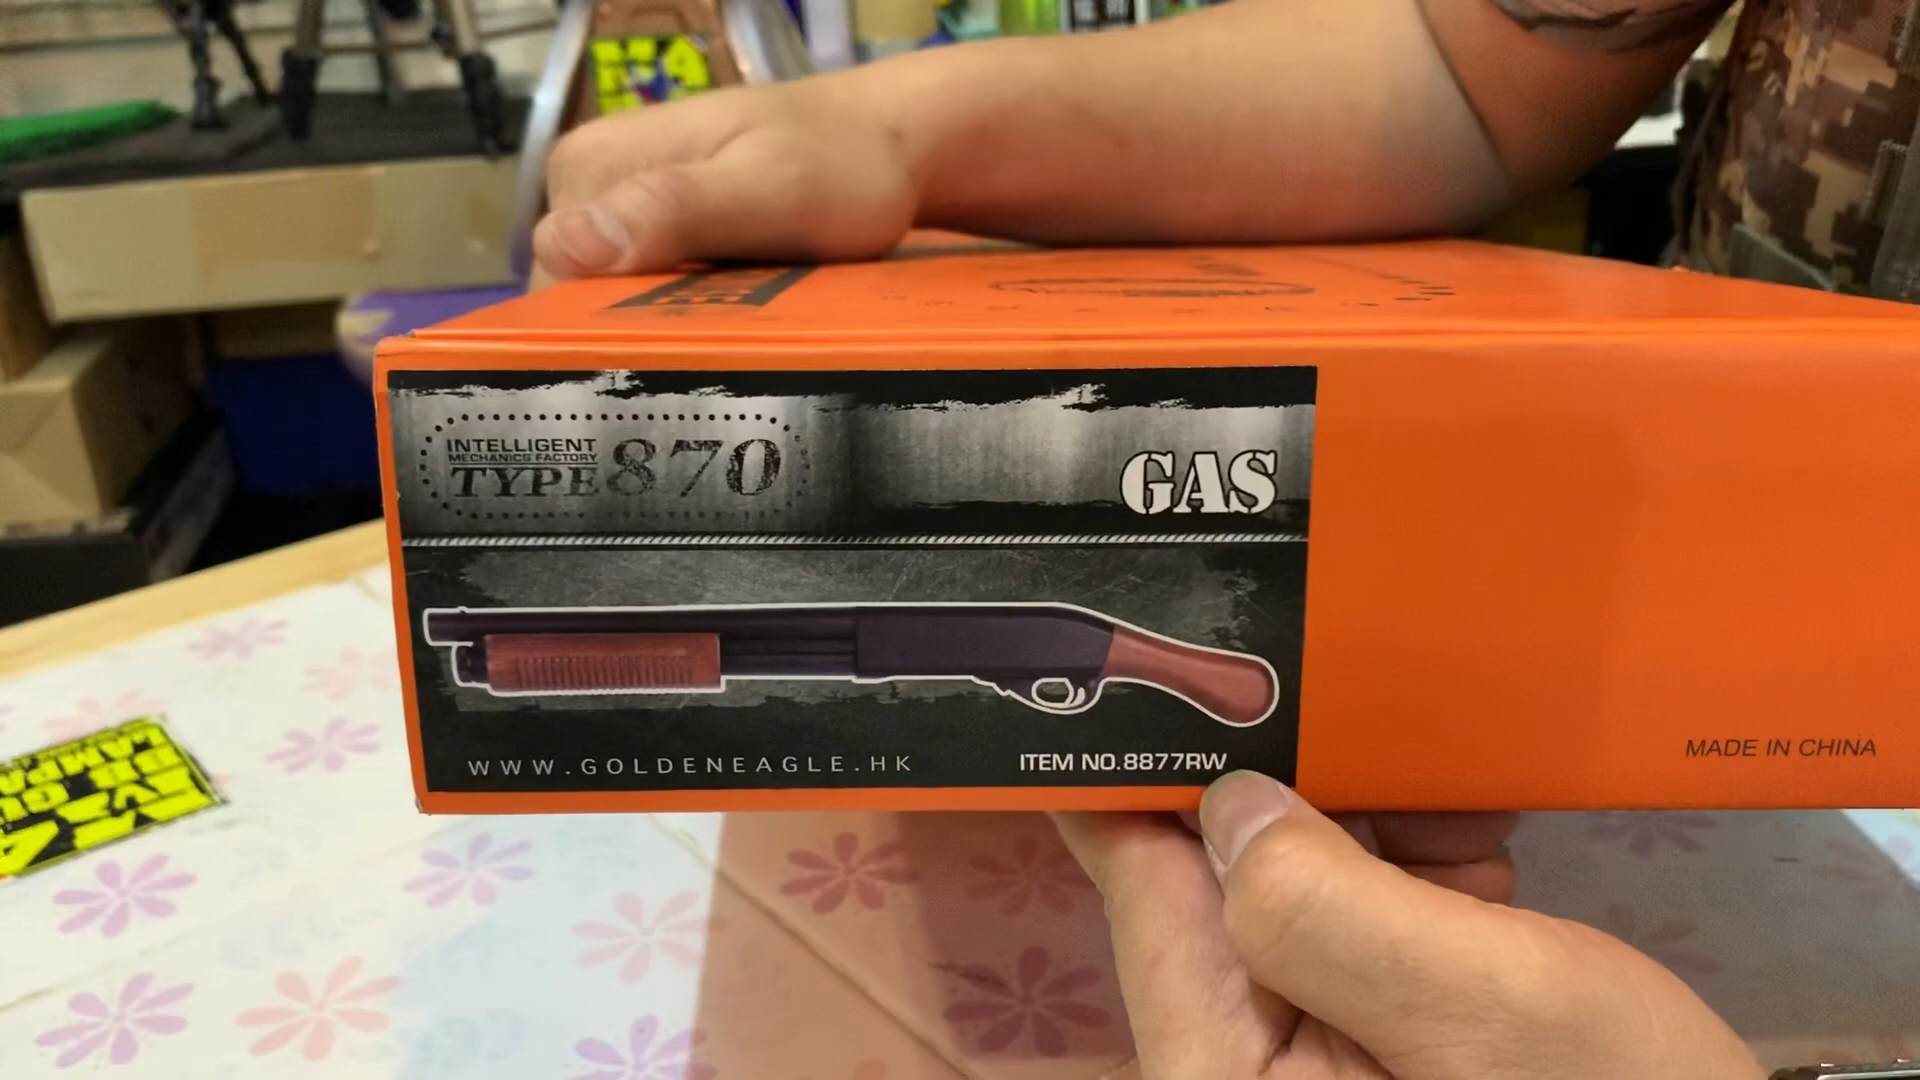 INTELLIGENT
MECHANICS FACTORY
TYPE 870
GAS
WWW.GOLDENEAGLE.HK
ITEM NO.8877RW
MADE IN CHINA